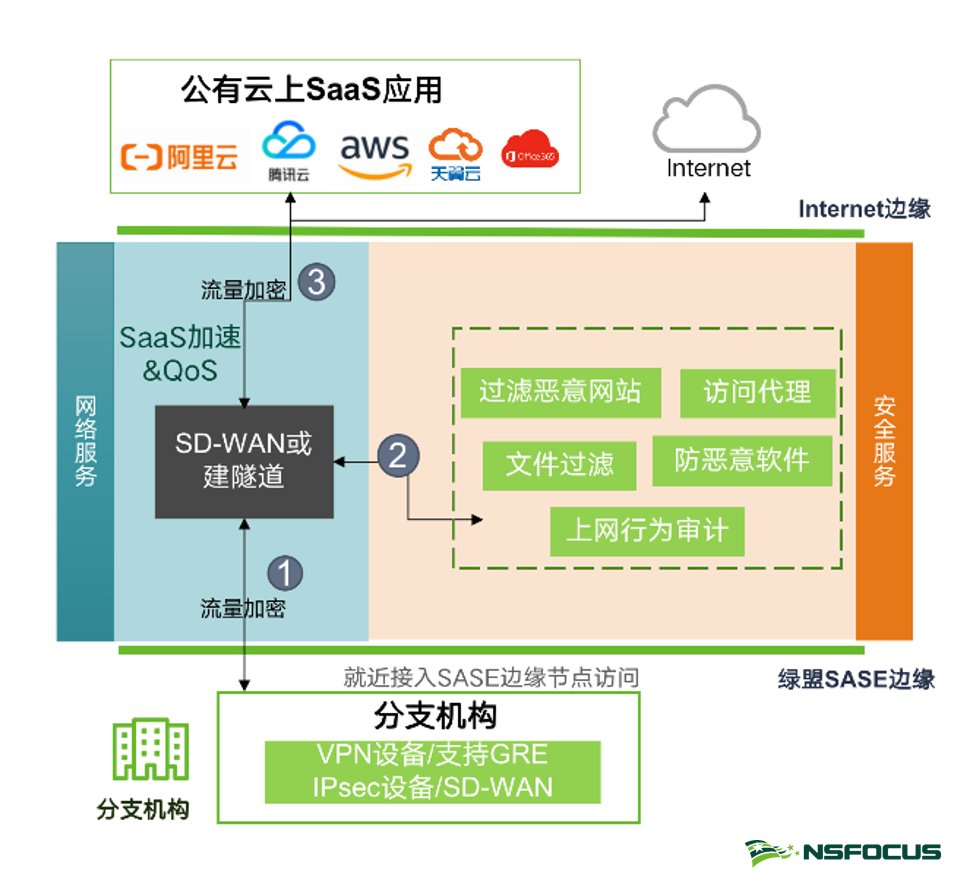 公有云上SaaS应用
阿里云
腾讯云
aws
天翼云
Office 365
Internet
Internet边缘
流量加密
3
SaaS加速
&QoS
网络服务
SD-WAN或
建隧道
2
过滤恶意网站
访问代理
文件过滤
防恶意软件
上网行为审计
安全服务
1
流量加密
就近接入SASE边缘节点访问
绿盟SASE边缘
分支机构
VPN设备/支持GRE
IPsec设备/SD-WAN
分支机构
NSFOCUS